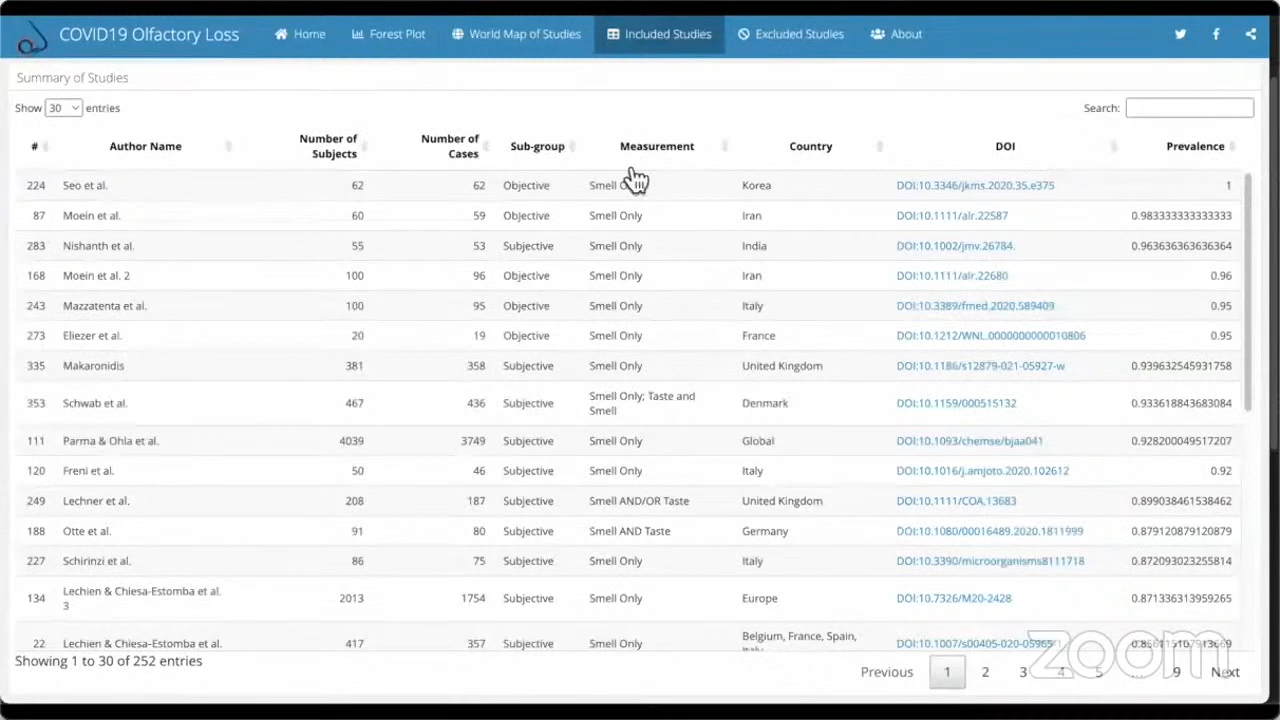 COVID19 Olfactory Loss Home Forest Plot World Map of Studies Included Studies Excluded Studies About
Summary of Studies
Show 30 entries Search:
# Author Name Number of Subjects Number of Cases Sub-group Measurement Country DOI Prevalence
224 Seo et al. 62 62 Objective Smell Korea DOI:10.3346/jkms.2020.35.e375 1
87 Moein et al. 60 59 Objective Smell Only Iran DOI:10.1111/alr.22587 0.983333333333333
283 Nishanth et al. 55 53 Subjective Smell Only India DOI:10.1002/jmv.26784. 0.963636363636364
168 Moein et al. 2 100 96 Objective Smell Only Iran DOI:10.1111/alr.22680 0.96
243 Mazzatenta et al. 100 95 Objective Smell Only Italy DOI:10.3389/fmed.2020.589409 0.95
273 Eliezer et al. 20 19 Objective Smell Only France DOI:10.1212/WNL.0000000000010806 0.95
335 Makaronidis 381 358 Subjective Smell Only United Kingdom DOI:10.1186/s12879-021-05927-w 0.939632545931758
353 Schwab et al. 467 436 Subjective Smell Only; Taste and Smell Denmark DOI:10.1159/000515132 0.933618843683084
111 Parma & Ohla et al. 4039 3749 Subjective Smell Only Global DOI:10.1093/chemse/bjaa041 0.928200049517207
120 Freni et al. 50 46 Subjective Smell Only Italy DOI:10.1016/j.amjoto.2020.102612 0.92
249 Lechner et al. 208 187 Subjective Smell AND/OR Taste United Kingdom DOI:10.1111/COA.13683 0.899038461538462
188 Otte et al. 91 80 Subjective Smell AND Taste Germany DOI:10.1080/00016489.2020.1811999 0.879120879120879
227 Schirinzi et al. 86 75 Subjective Smell Only Italy DOI:10.3390/microorganisms8111718 0.872093023255814
134 Lechien & Chiesa-Estomba et al. 3 2013 1754 Subjective Smell Only Europe DOI:10.7326/M20-2428 0.871336313959265
22 Lechien & Chiesa-Estomba et al. 417 357 Subjective Smell Only Belgium, France, Spain,
Showing 1 to 30 of 252 entries
Previous 1 2 3 4 5 ... 9 Next
zoom